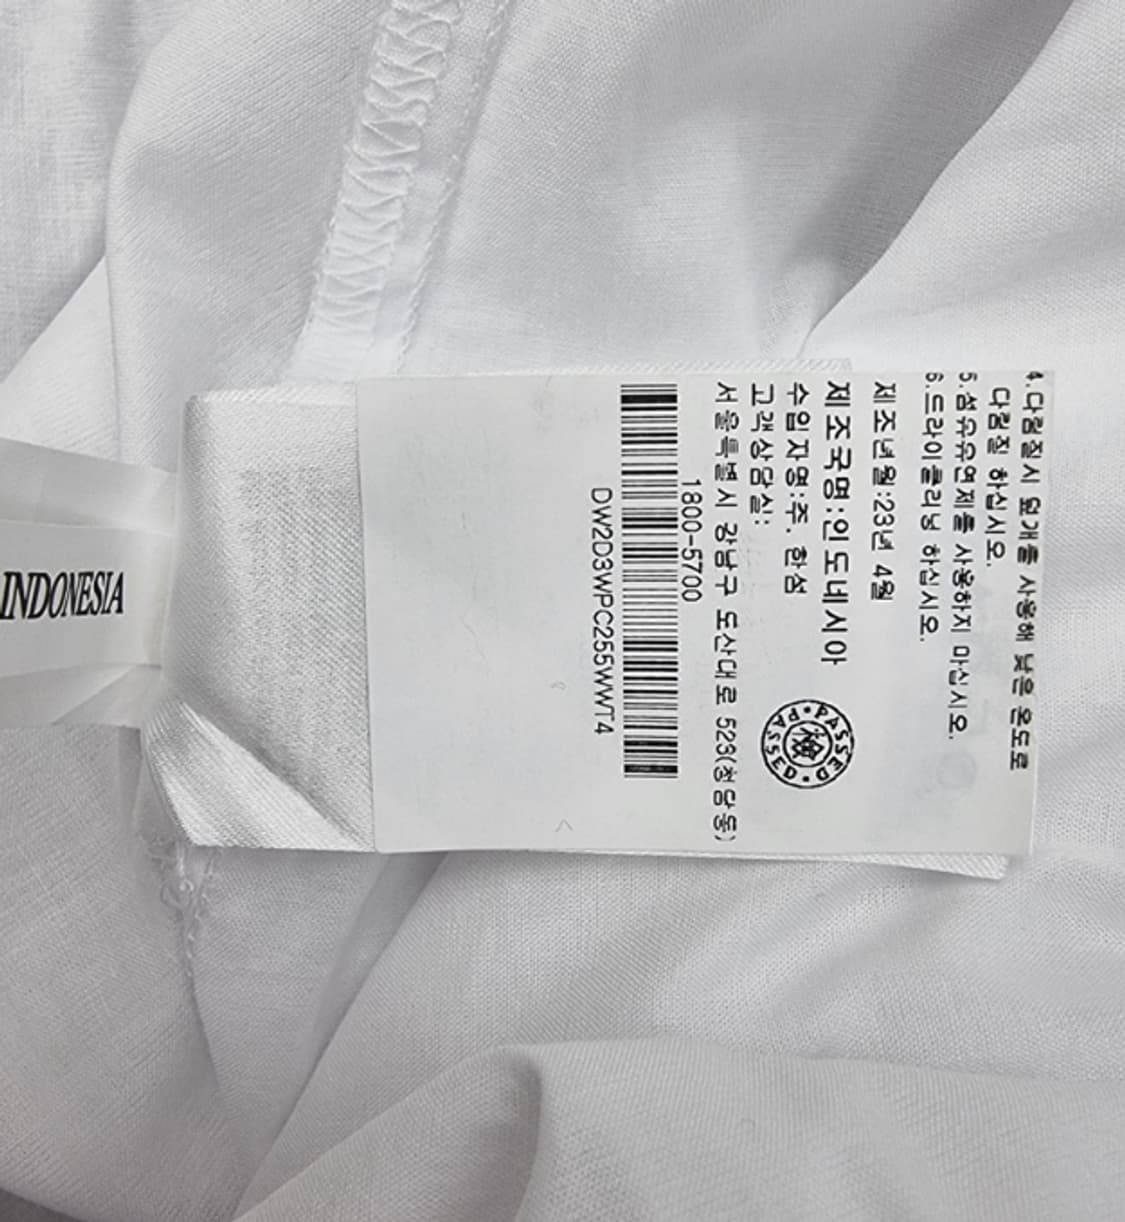 4.다림질시 덮개를 사용해 낮은 온도로
다림질 하십시오.
5.섬유유연제를 사용하지 마십시오.
6.드라이클리닝 하십시오.
제조년월:23년 4월
제조국명:인도네시아
수입자명:주. 한섬
고객상담실:
서울특별시 강남구 도산대로 523(청담동)
1800-5700
DW2D3WPC255WWT4
PASSED·PASSED·
檢
INDONESIA